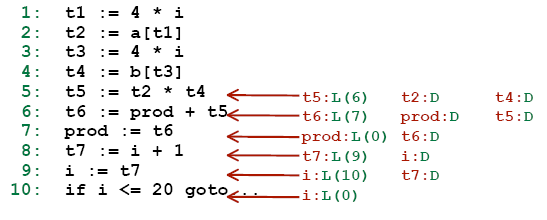 1: t1 := 4 * i
2: t2 := a[t1]
3: t3 := 4 * i
4: t4 := b[t3]
5: t5 := t2 * t4 t5:L(6) t2:D t4:D
6: t6 := prod + t5 t6:L(7) prod:D t5:D
7: prod := t6 prod:L(0) t6:D
8: t7 := i + 1 t7:L(9) i:D
9: i := t7 i:L(10) t7:D
10: if i <= 20 goto .. i:L(0)